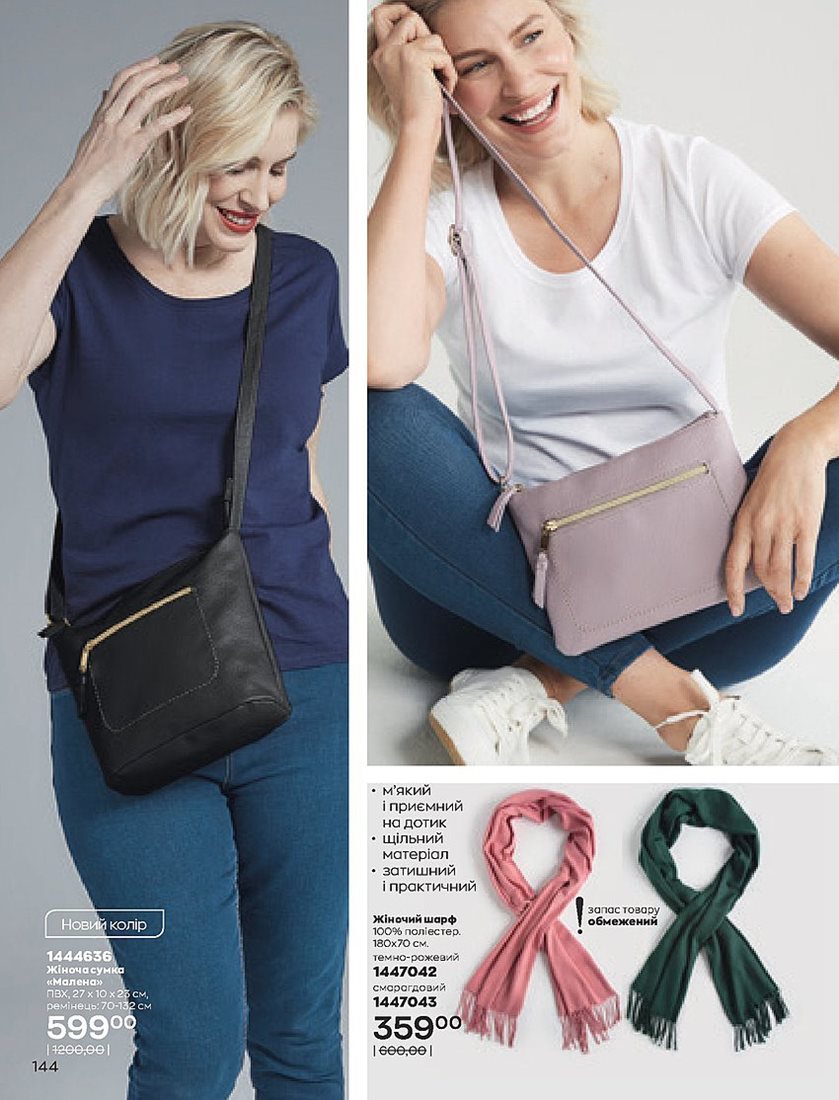 Новий колір
1444636
Жіноча сумка
«Малена»
ПВХ, 27 х 10 х 23 см,
ремінець: 70-132 см
599⁰⁰
|1200,00|
144
• м'який
і приємний
на дотик
• щільний
матеріал
• затишний
і практичний
Жіночий шарф
100% поліестер.
180х70 см.
темно-рожевий
1447042
смарагдовий
1447043
359⁰⁰
|600,00|
! запас товару
обмежений